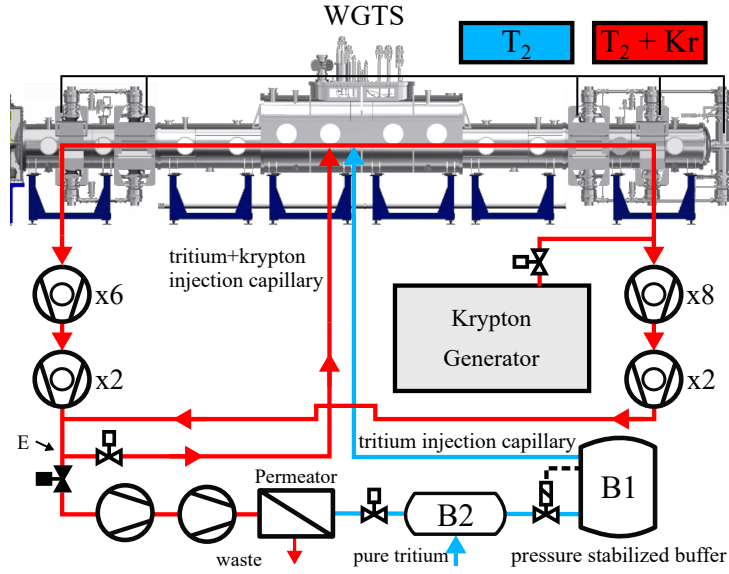 WGTS
T₂
T₂ + Kr
tritium+krypton
injection capillary
x6
x8
Krypton
Generator
x2
x2
E
tritium injection capillary
Permeator
B1
B2
waste
pure tritium
pressure stabilized buffer